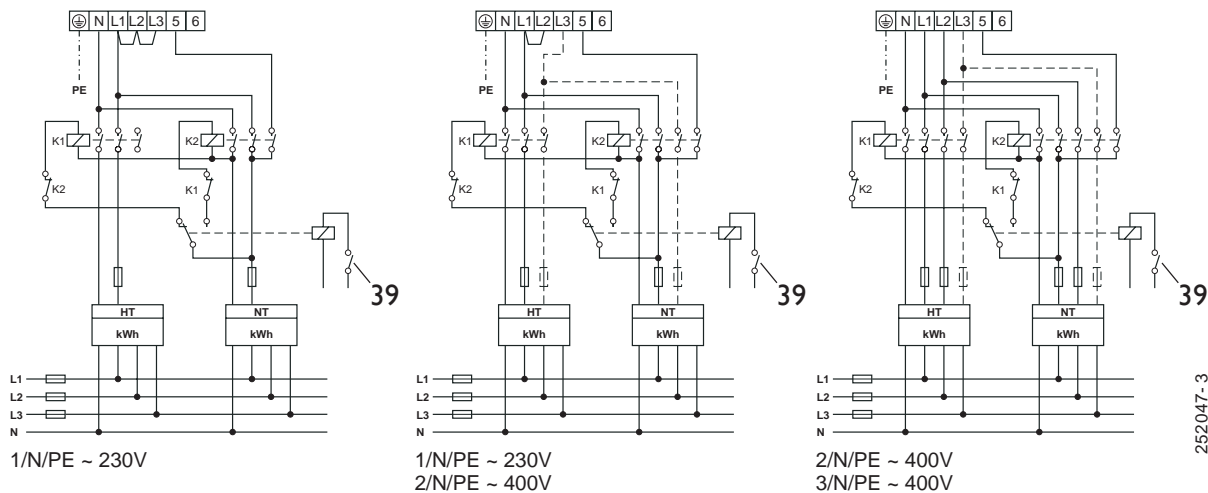 N L1 L2 L3 5 6
PE
K1
K2
K2
K1
39
HT
kWh
NT
kWh
L1
L2
L3
N
1/N/PE ~ 230V
N L1 L2 L3 5 6
PE
K1
K2
K2
K1
39
HT
kWh
NT
kWh
L1
L2
L3
N
1/N/PE ~ 230V
2/N/PE ~ 400V
N L1 L2 L3 5 6
PE
K1
K2
K2
K1
39
HT
kWh
NT
kWh
L1
L2
L3
N
2/N/PE ~ 400V
3/N/PE ~ 400V
252047-3